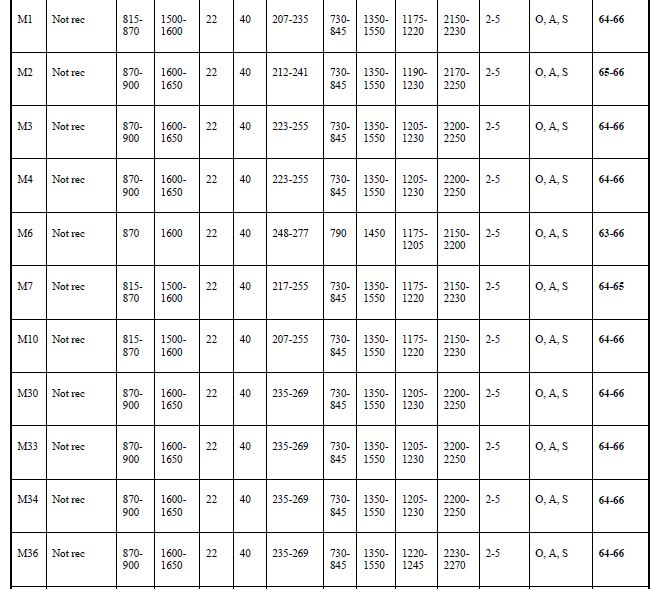 M1 Not rec 815-870 1500-1600 22 40 207-235 730-845 1350-1550 1175-1220 2150-2230 2-5 O, A, S 64-66
M2 Not rec 870-900 1600-1650 22 40 212-241 730-845 1350-1550 1190-1230 2170-2250 2-5 O, A, S 65-66
M3 Not rec 870-900 1600-1650 22 40 223-255 730-845 1350-1550 1205-1230 2200-2250 2-5 O, A, S 64-66
M4 Not rec 870-900 1600-1650 22 40 223-255 730-845 1350-1550 1205-1230 2200-2250 2-5 O, A, S 64-66
M6 Not rec 870 1600 22 40 248-277 790 1450 1175-1205 2150-2200 2-5 O, A, S 63-66
M7 Not rec 815-870 1500-1600 22 40 217-255 730-845 1350-1550 1175-1220 2150-2230 2-5 O, A, S 64-65
M10 Not rec 815-870 1500-1600 22 40 207-255 730-845 1350-1550 1175-1220 2150-2230 2-5 O, A, S 64-66
M30 Not rec 870-900 1600-1650 22 40 235-269 730-845 1350-1550 1205-1230 2200-2250 2-5 O, A, S 64-66
M33 Not rec 870-900 1600-1650 22 40 235-269 730-845 1350-1550 1205-1230 2200-2250 2-5 O, A, S 64-66
M34 Not rec 870-900 1600-1650 22 40 235-269 730-845 1350-1550 1205-1230 2200-2250 2-5 O, A, S 64-66
M36 Not rec 870-900 1600-1650 22 40 235-269 730-845 1350-1550 1220-1245 2230-2270 2-5 O, A, S 64-66